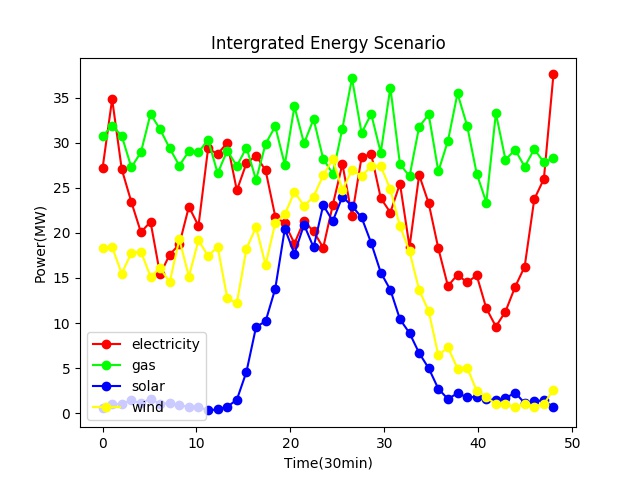 Intergrated Energy Scenario
Power(MW)
35
30
25
20
15
10
5
0
electricity
gas
solar
wind
0 10 20 30 40 50
Time(30min)